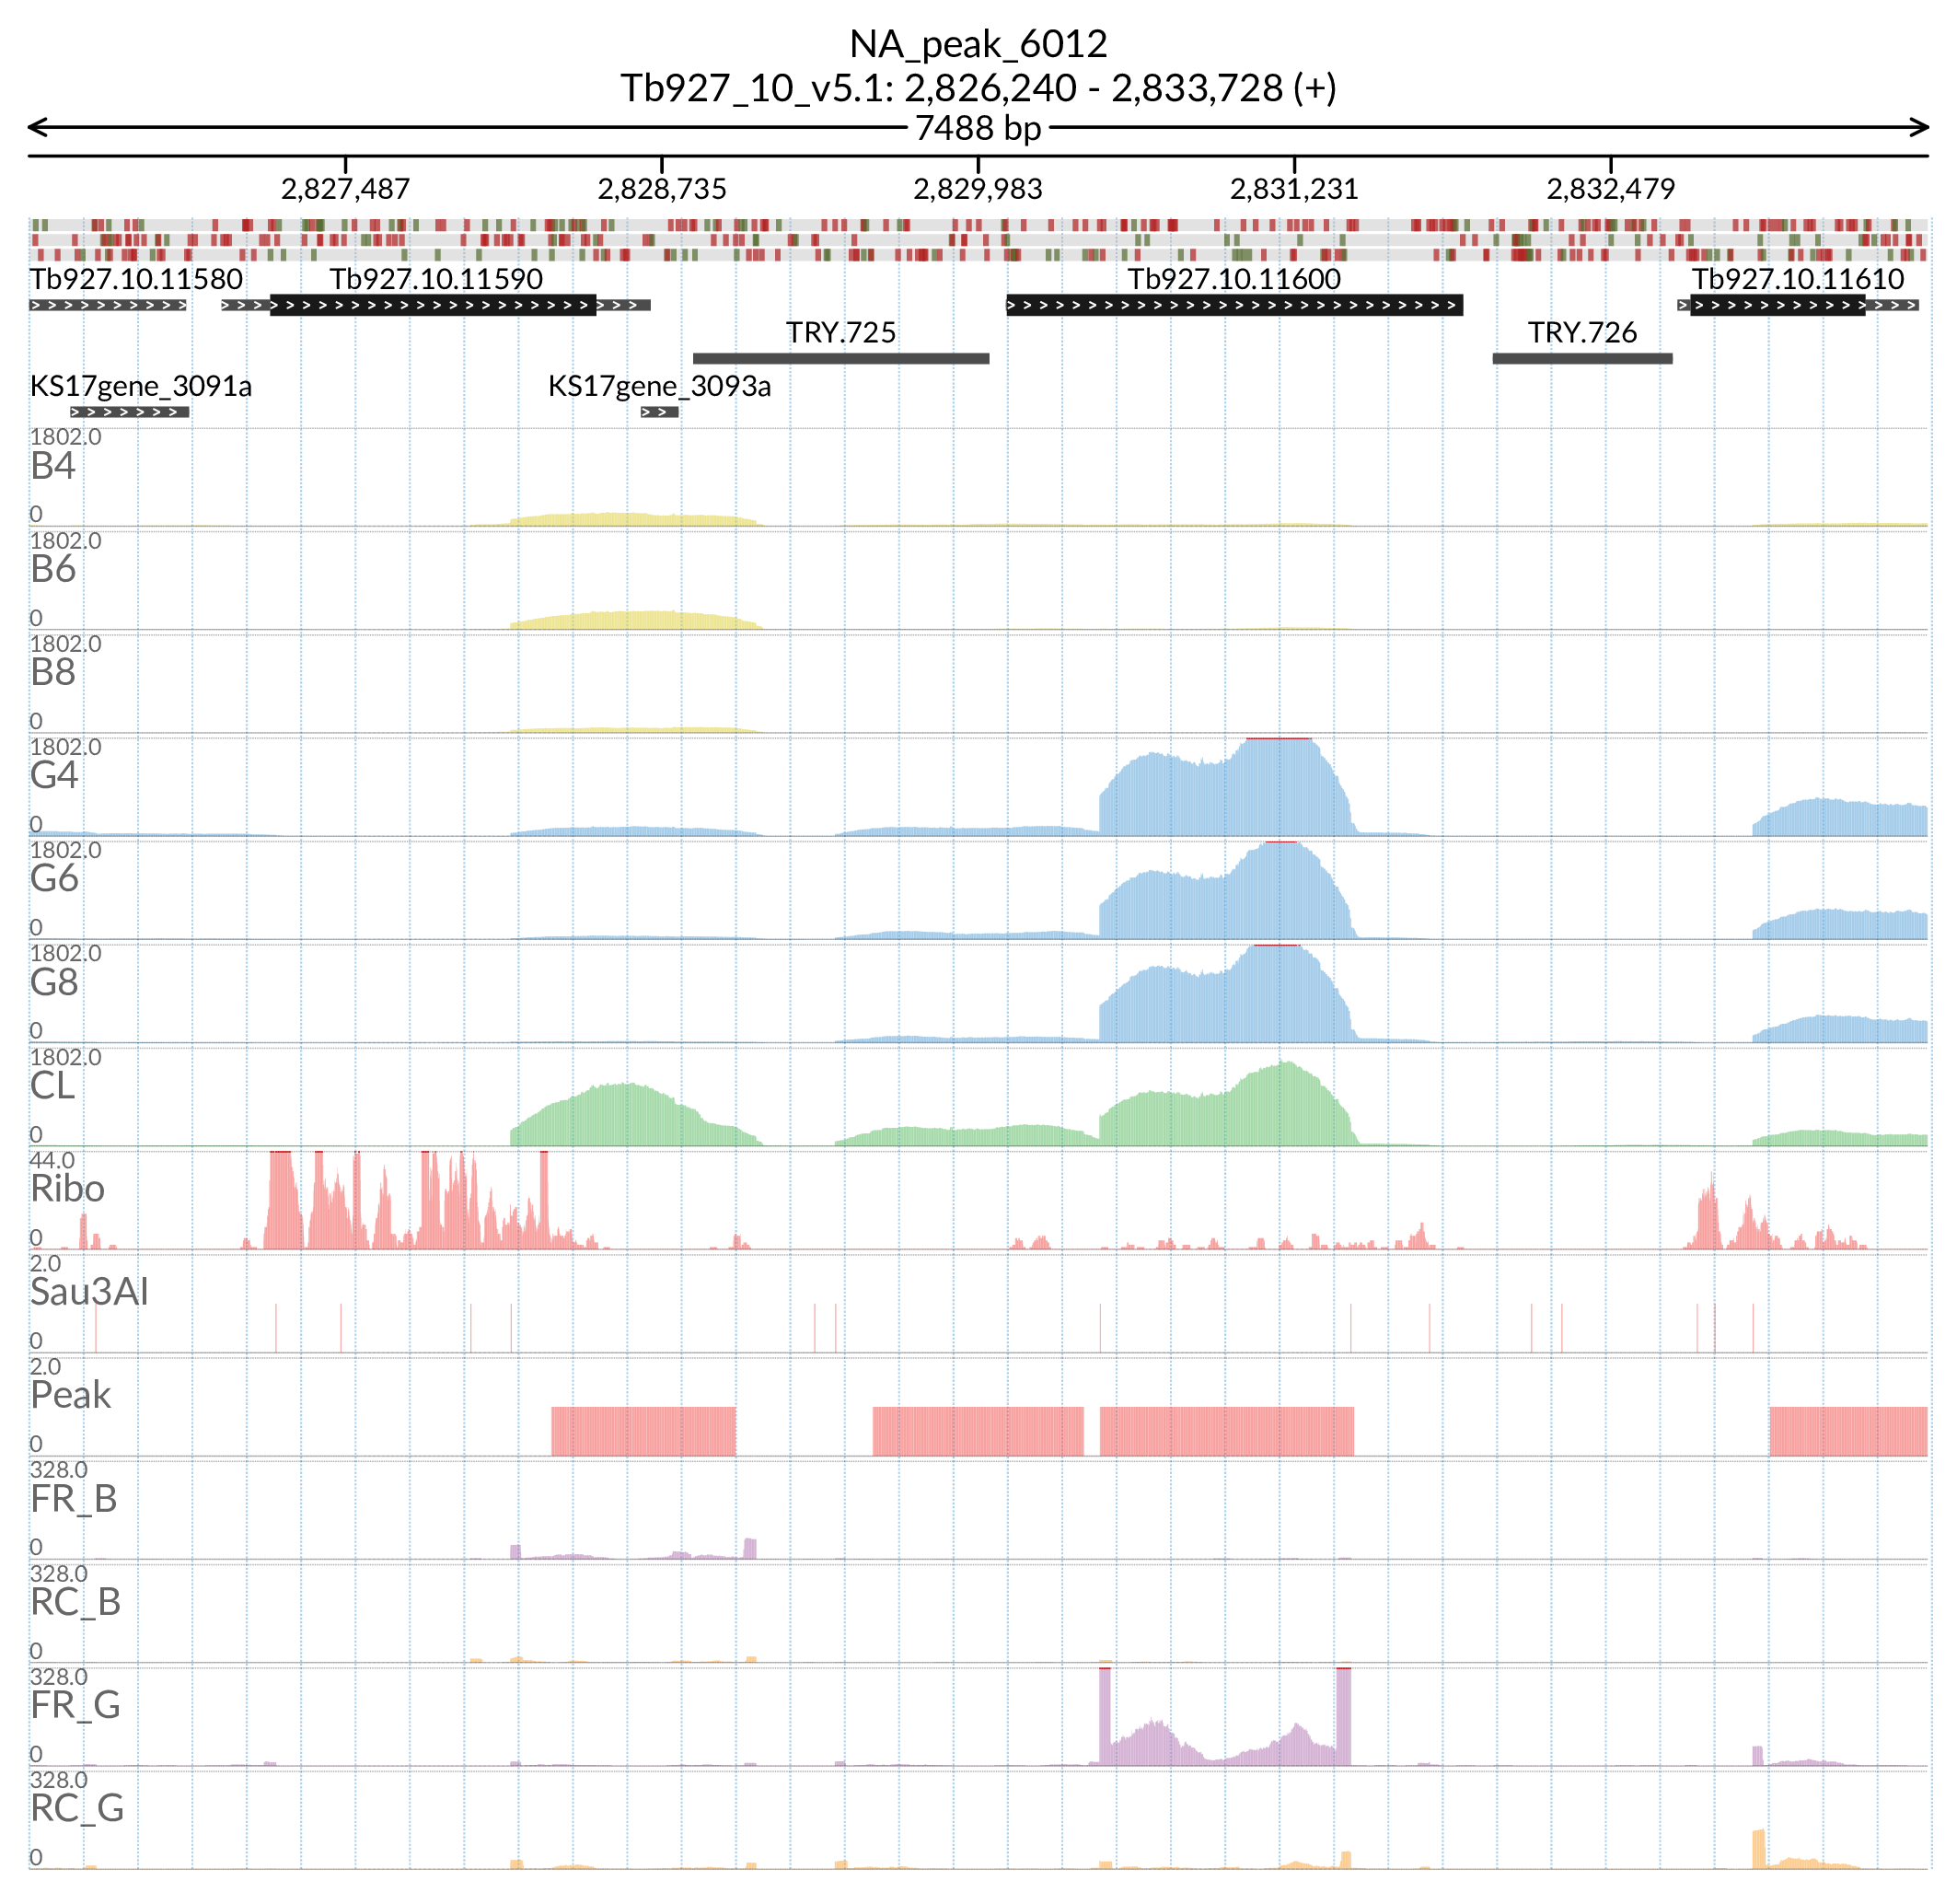 NA_peak_6012
Tb927_10_v5.1: 2,826,240 - 2,833,728 (+)
7488 bp
2,827,487 2,828,735 2,829,983 2,831,231 2,832,479
Tb927.10.11580 Tb927.10.11590 Tb927.10.11600 Tb927.10.11610
TRY.725 TRY.726
KS17gene_3091a KS17gene_3093a
1802.0
B4
0
1802.0
B6
0
1802.0
B8
0
1802.0
G4
0
1802.0
G6
0
1802.0
G8
0
1802.0
CL
0
44.0
Ribo
0
2.0
Sau3AI
0
2.0
Peak
0
328.0
FR_B
0
328.0
RC_B
0
328.0
FR_G
0
328.0
RC_G
0